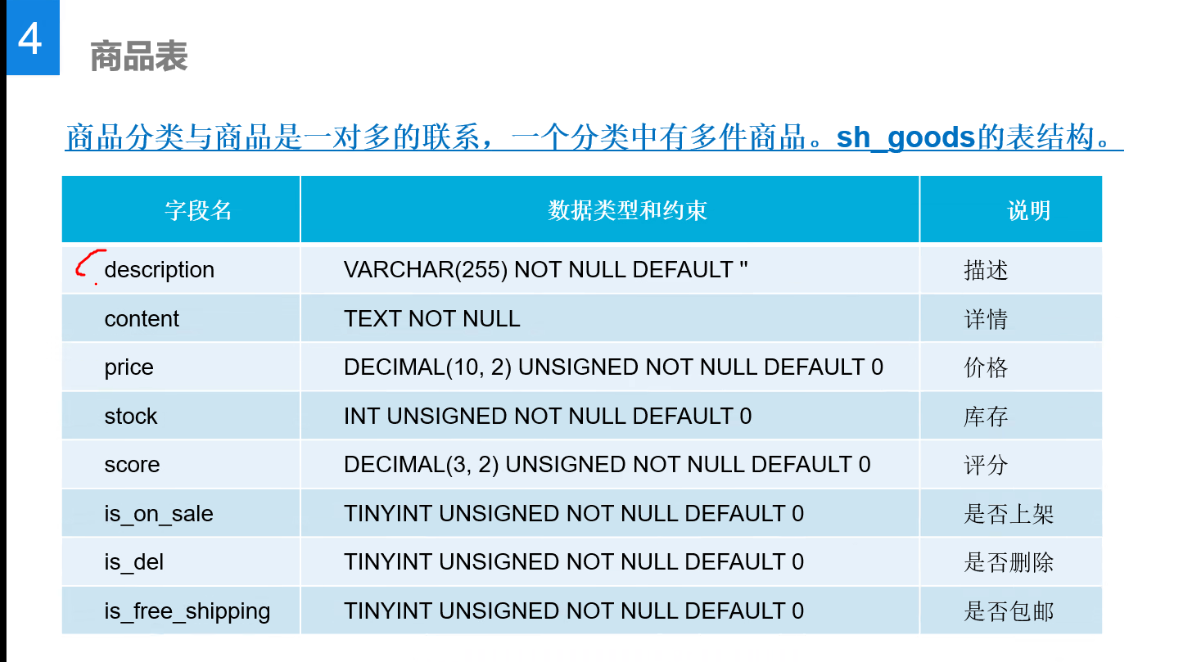 4
商品表
商品分类与商品是一对多的联系，一个分类中有多件商品。sh_goods的表结构。
字段名 数据类型和约束 说明
description VARCHAR(255) NOT NULL DEFAULT '' 描述
content TEXT NOT NULL 详情
price DECIMAL(10, 2) UNSIGNED NOT NULL DEFAULT 0 价格
stock INT UNSIGNED NOT NULL DEFAULT 0 库存
score DECIMAL(3, 2) UNSIGNED NOT NULL DEFAULT 0 评分
is_on_sale TINYINT UNSIGNED NOT NULL DEFAULT 0 是否上架
is_del TINYINT UNSIGNED NOT NULL DEFAULT 0 是否删除
is_free_shipping TINYINT UNSIGNED NOT NULL DEFAULT 0 是否包邮